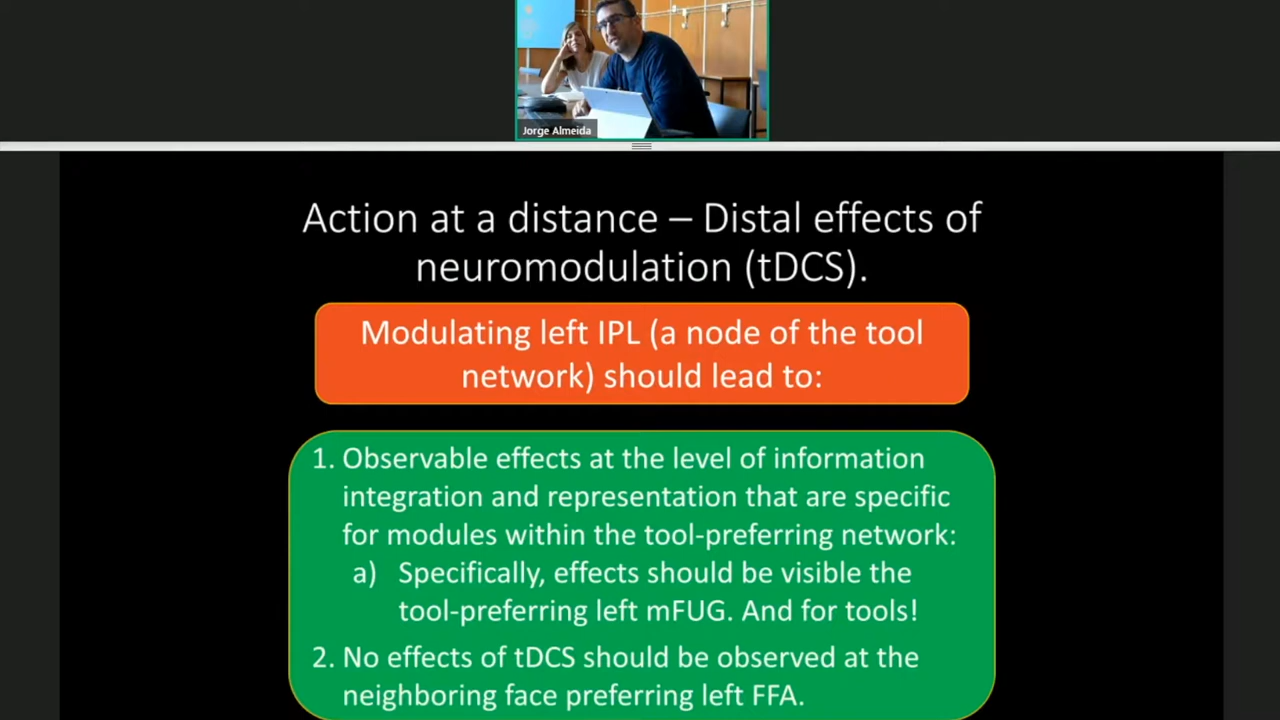 Jorge Almeida
Action at a distance – Distal effects of
neuromodulation (tDCS).
Modulating left IPL (a node of the tool
network) should lead to:
1. Observable effects at the level of information
integration and representation that are specific
for modules within the tool-preferring network:
a) Specifically, effects should be visible the
tool-preferring left mFUG. And for tools!
2. No effects of tDCS should be observed at the
neighboring face preferring left FFA.